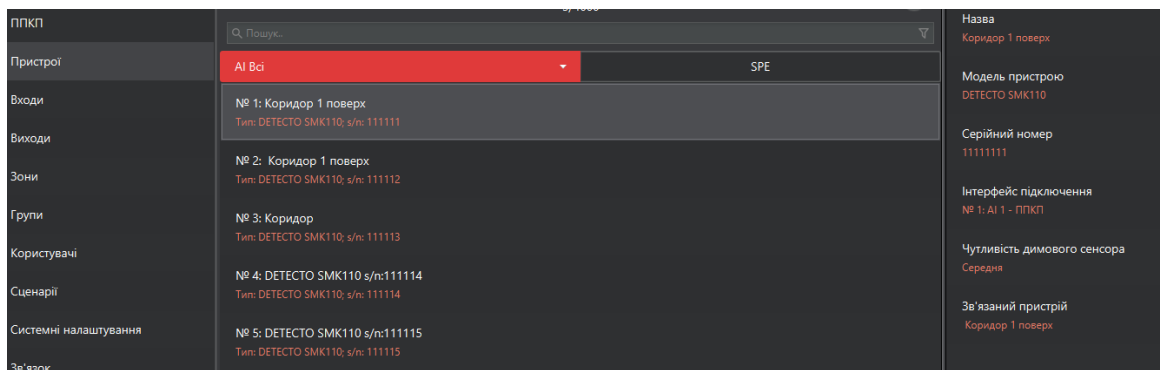 ППКП
Пристрої
Входи
Виходи
Зони
Групи
Користувачі
Сценарії
Системні налаштування
Зв'язок
Пошук..
AI Всі
SPE
№ 1: Коридор 1 поверх
Тип: DETECTO SMK110; s/n: 111111
№ 2: Коридор 1 поверх
Тип: DETECTO SMK110; s/n: 111112
№ 3: Коридор
Тип: DETECTO SMK110; s/n: 111113
№ 4: DETECTO SMK110 s/n:111114
Тип: DETECTO SMK110; s/n: 111114
№ 5: DETECTO SMK110 s/n:111115
Тип: DETECTO SMK110; s/n: 111115
Назва
Коридор 1 поверх
Модель пристрою
DETECTO SMK110
Серійний номер
11111111
Інтерфейс підключення
№ 1: AI 1 - ППКП
Чутливість димового сенсора
Середня
Зв'язаний пристрій
Коридор 1 поверх